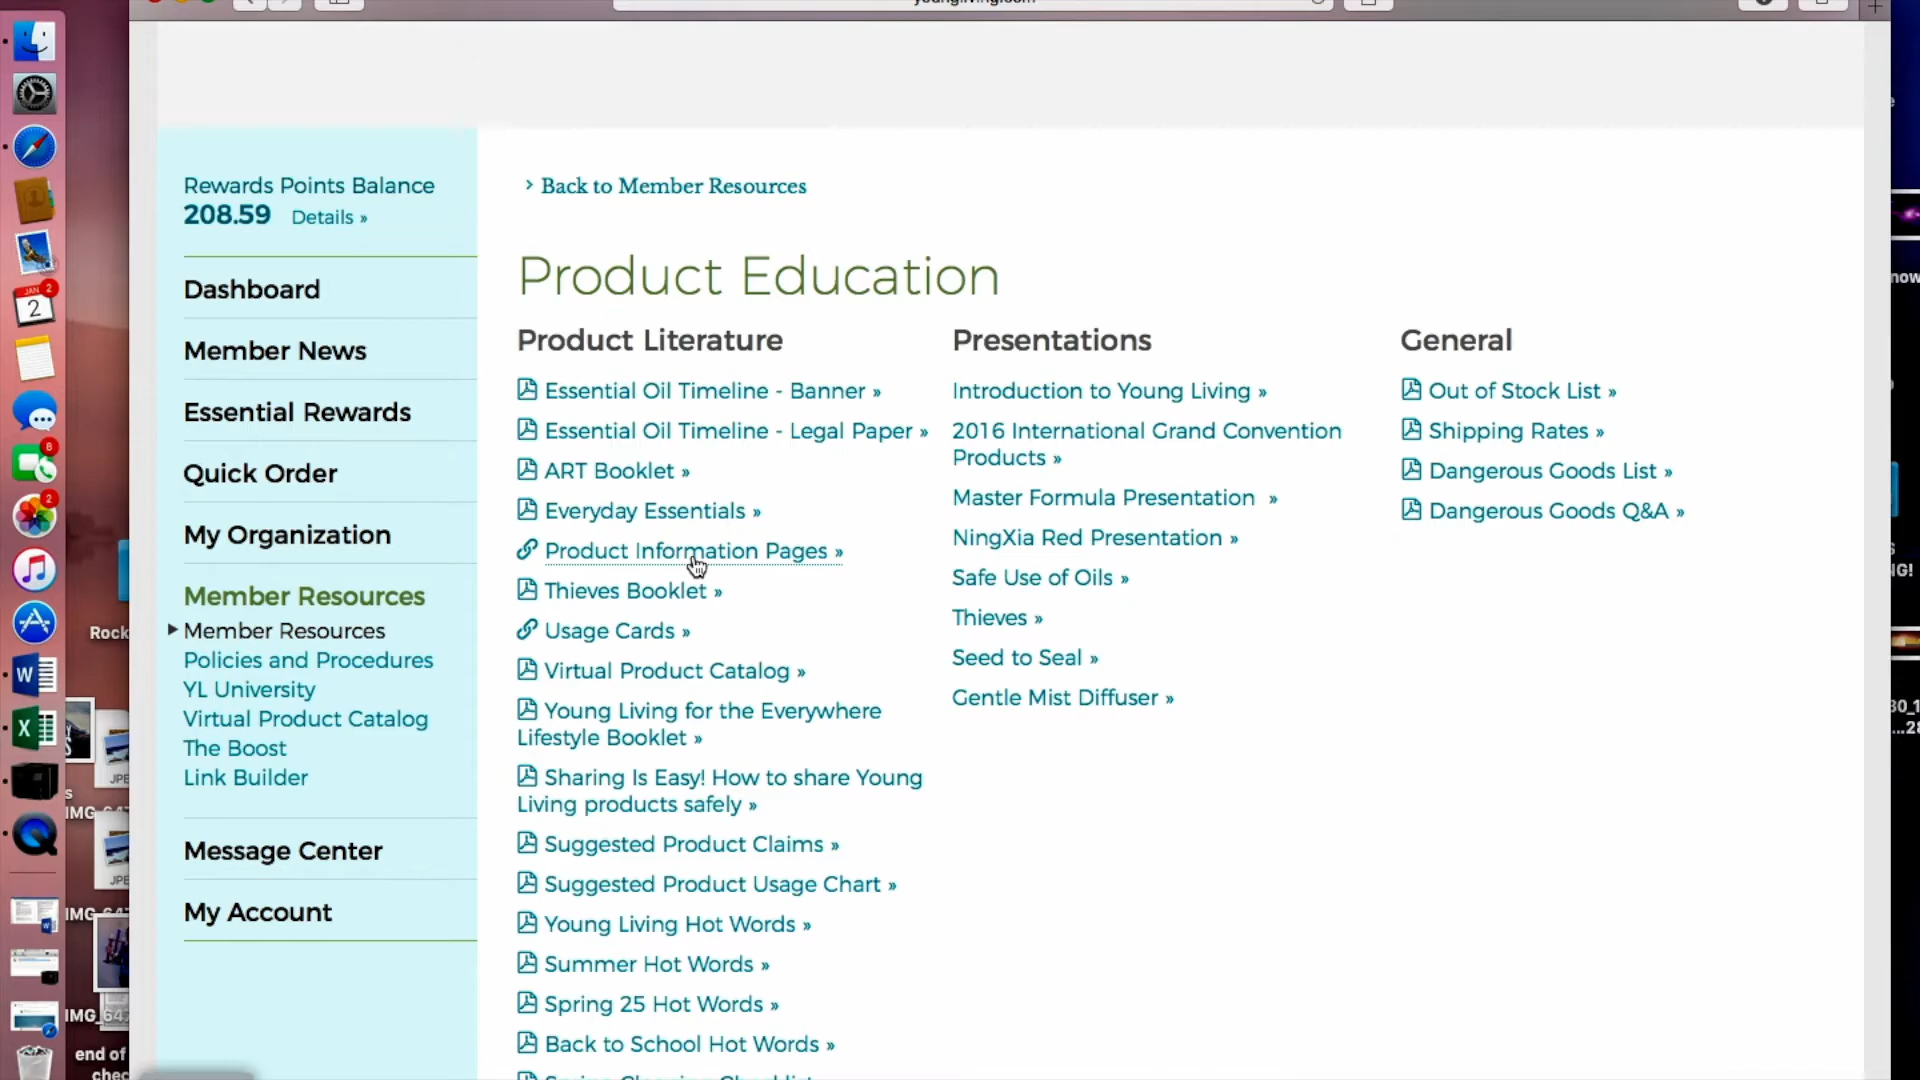 Rewards Points Balance
208.59 Details »
Dashboard
Member News
Essential Rewards
Quick Order
My Organization
Member Resources
Member Resources
Policies and Procedures
YL University
Virtual Product Catalog
The Boost
Link Builder
Message Center
My Account
› Back to Member Resources
Product Education
Product Literature
Essential Oil Timeline - Banner »
Essential Oil Timeline - Legal Paper »
ART Booklet »
Everyday Essentials »
Product Information Pages »
Thieves Booklet »
Usage Cards »
Virtual Product Catalog »
Young Living for the Everywhere
Lifestyle Booklet »
Sharing Is Easy! How to share Young
Living products safely »
Suggested Product Claims »
Suggested Product Usage Chart »
Young Living Hot Words »
Summer Hot Words »
Spring 25 Hot Words »
Back to School Hot Words »
Presentations
Introduction to Young Living »
2016 International Grand Convention
Products »
Master Formula Presentation »
NingXia Red Presentation »
Safe Use of Oils »
Thieves »
Seed to Seal »
Gentle Mist Diffuser »
General
Out of Stock List »
Shipping Rates »
Dangerous Goods List »
Dangerous Goods Q&A »
JAN 2
2
8
2
W
X
Rock
JPE
JPE
end of